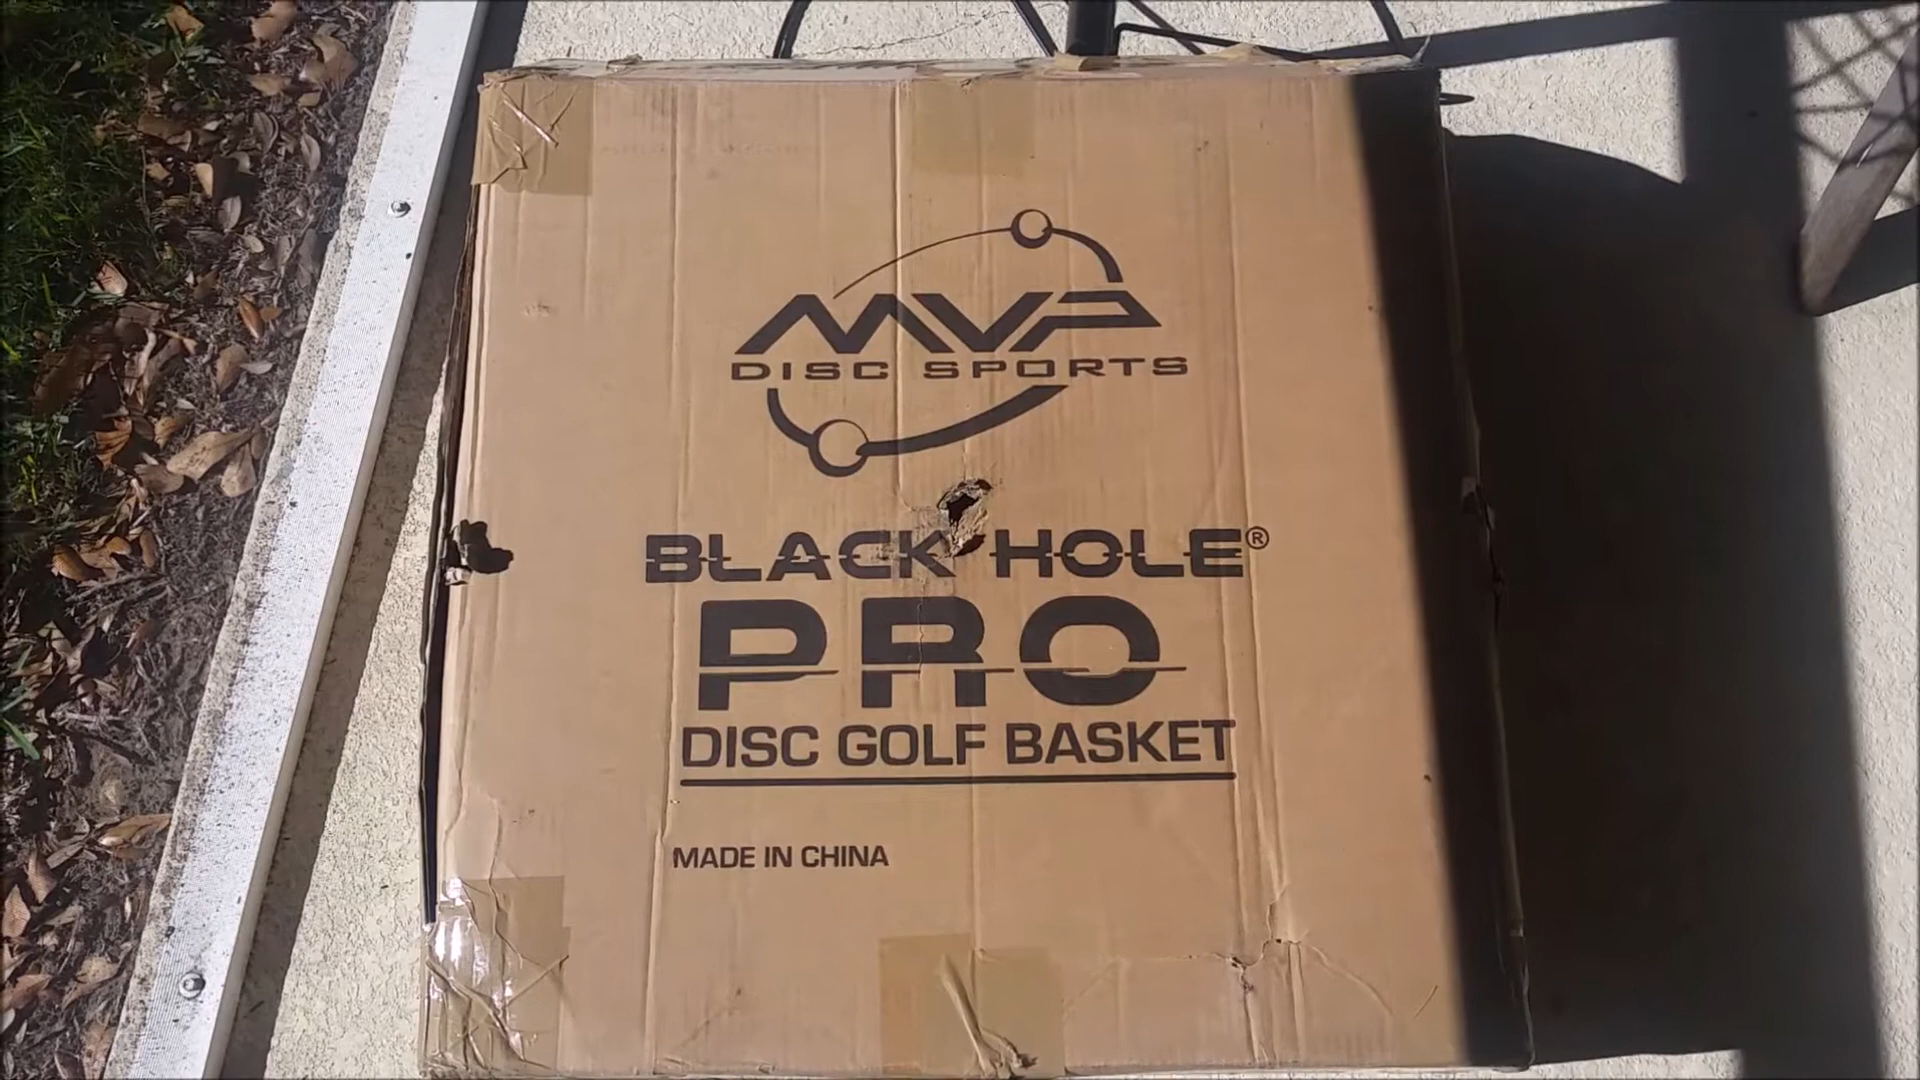 MVP
DISC SPORTS
BLACK HOLE®
PRO
DISC GOLF BASKET
MADE IN CHINA